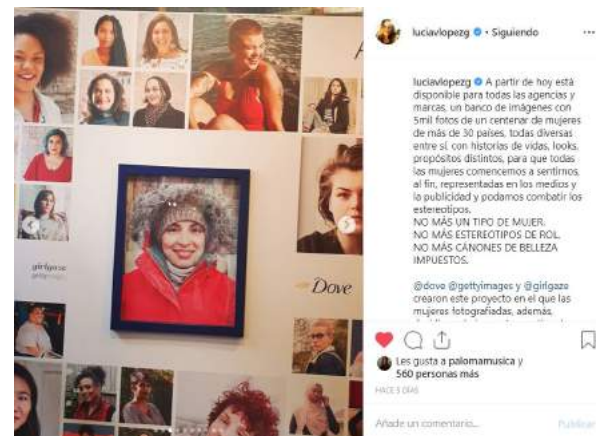 girlgaze
gettyimages
Dove
luciavlopezg • Siguiendo
luciavlopezg A partir de hoy está
disponible para todas las agencias y
marcas, un banco de imágenes con
5mil fotos de un centenar de mujeres
de más de 30 países, todas diversas
entre sí, con historias de vidas, looks,
propósitos distintos, para que todas
las mujeres comencemos a sentirnos,
al fin, representadas en los medios y
la publicidad y podamos combatir los
estereotipos.
NO MÁS UN TIPO DE MUJER.
NO MÁS ESTEREOTIPOS DE ROL.
NO MÁS CÁNONES DE BELLEZA
IMPUESTOS.
@dove @gettyimages y @girlgaze
crearon este proyecto en el que las
mujeres fotografiadas, además,
Les gusta a palomamusica y
560 personas más
HACE 5 DÍAS
Añade un comentario...
Publicar